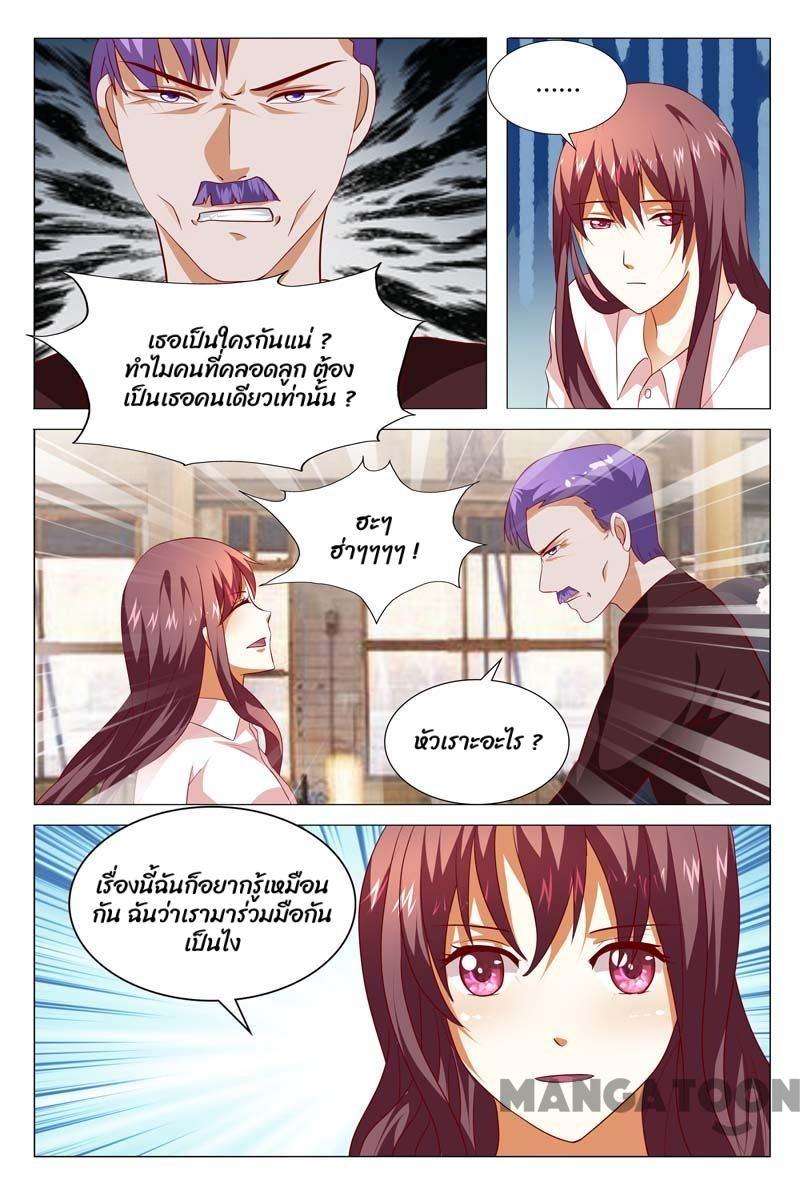 ......
เธอเป็นใครกันแน่ ?
ทำไมคนที่คลอดลูก ต้อง
เป็นเธอคนเดียวเท่านั้น ?
ฮะๆ
ฮ่าๆๆๆๆ !
หัวเราะอะไร ?
เรื่องนี้ฉันก็อยากรู้เหมือน
กัน ฉันว่าเรามาร่วมมือกัน
เป็นไง
MANGATOON